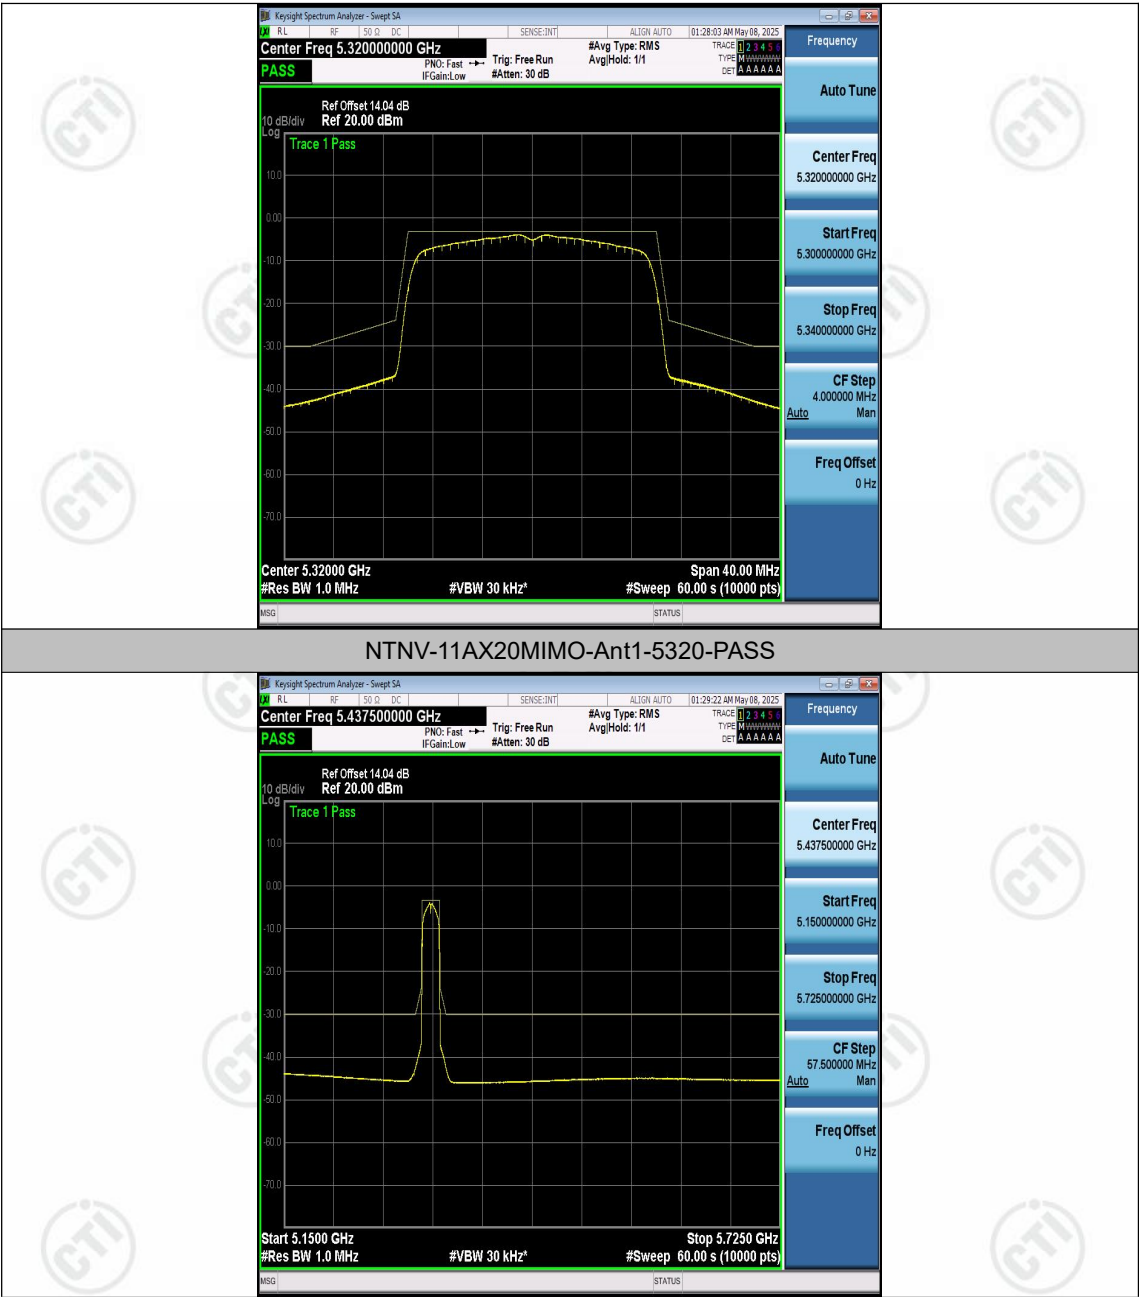 Keysight Spectrum Analyzer - Swept SA
RL RF 50 Ω DC SENSE:INT ALIGN AUTO 01:28:03 AM May 08, 2025
Center Freq 5.320000000 GHz
#Avg Type: RMS
TRACE 1 2 3 4 5 6
PASS
PNO: Fast
Trig: Free Run
Avg|Hold: 1/1
TYPE M WWWWW
IFGain:Low
#Atten: 30 dB
DET A A A A A A
Ref Offset 14.04 dB
10 dB/div Ref 20.00 dBm
Log
Trace 1 Pass
10.0
0.00
-10.0
-20.0
-30.0
-40.0
-50.0
-60.0
-70.0
Center 5.32000 GHz Span 40.00 MHz
#Res BW 1.0 MHz #VBW 30 kHz* #Sweep 60.00 s (10000 pts)
MSG STATUS
Frequency
Auto Tune
Center Freq
5.320000000 GHz
Start Freq
5.300000000 GHz
Stop Freq
5.340000000 GHz
CF Step
4.000000 MHz
Auto Man
Freq Offset
0 Hz
NTNV-11AX20MIMO-Ant1-5320-PASS
Keysight Spectrum Analyzer - Swept SA
RL RF 50 Ω DC SENSE:INT ALIGN AUTO 01:29:22 AM May 08, 2025
Center Freq 5.437500000 GHz
#Avg Type: RMS
TRACE 1 2 3 4 5 6
PASS
PNO: Fast
Trig: Free Run
Avg|Hold: 1/1
TYPE M WWWWW
IFGain:Low
#Atten: 30 dB
DET A A A A A A
Ref Offset 14.04 dB
10 dB/div Ref 20.00 dBm
Log
Trace 1 Pass
10.0
0.00
-10.0
-20.0
-30.0
-40.0
-50.0
-60.0
-70.0
Start 5.1500 GHz Stop 5.7250 GHz
#Res BW 1.0 MHz #VBW 30 kHz* #Sweep 60.00 s (10000 pts)
MSG STATUS
Frequency
Auto Tune
Center Freq
5.437500000 GHz
Start Freq
5.150000000 GHz
Stop Freq
5.725000000 GHz
CF Step
57.500000 MHz
Auto Man
Freq Offset
0 Hz
CTI
CTI
CTI
CTI
CTI
CTI
CTI
CTI